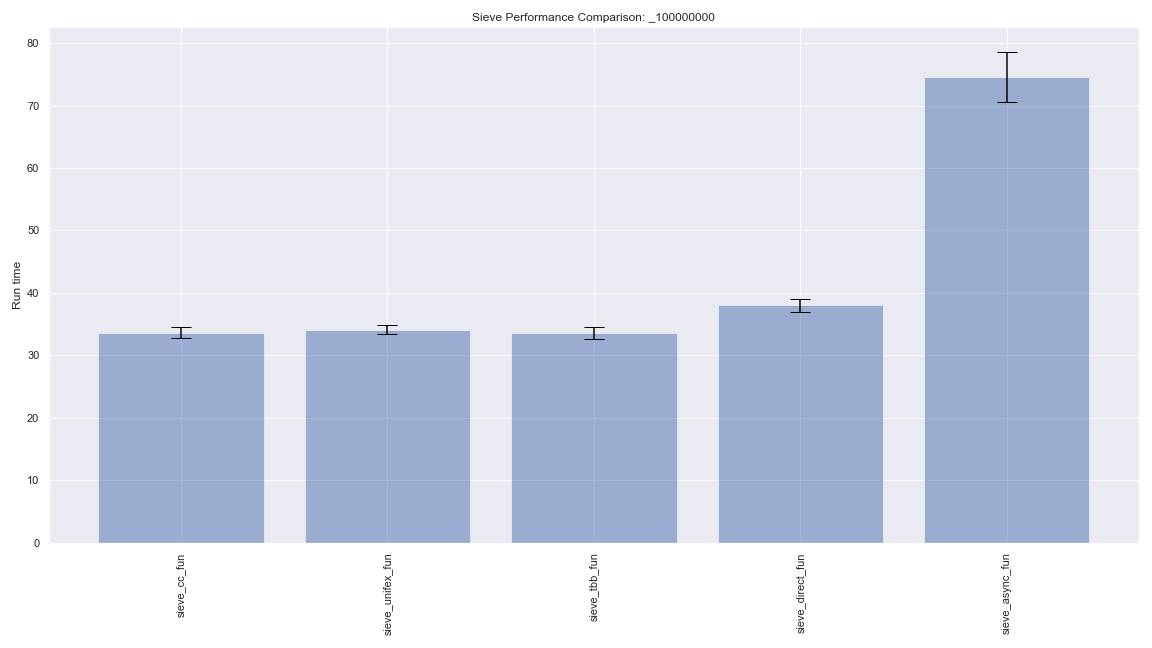 Sieve Performance Comparison: _100000000
80
70
60
50
40
30
20
10
0
Run time
sieve_cc_fun
sieve_unifex_fun
sieve_tbb_fun
sieve_direct_fun
sieve_async_fun